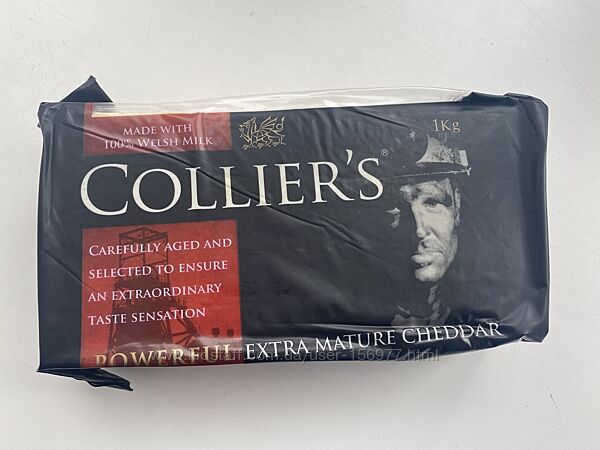 MADE WITH
100% WELSH MILK
1Kg
COLLIER'S®
CAREFULLY AGED AND
SELECTED TO ENSURE
AN EXTRAORDINARY
TASTE SENSATION
POWERFUL EXTRA MATURE CHEDDAR